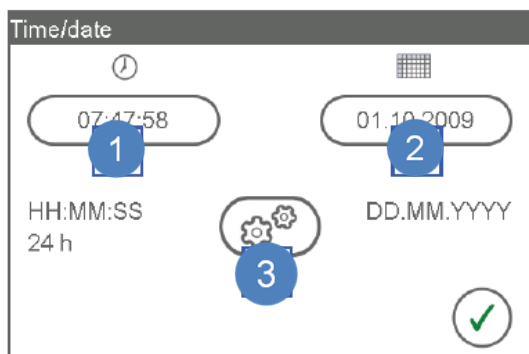 Time/date
07:47:58
01.10.2009
1
2
HH:MM:SS
DD.MM.YYYY
24 h
3